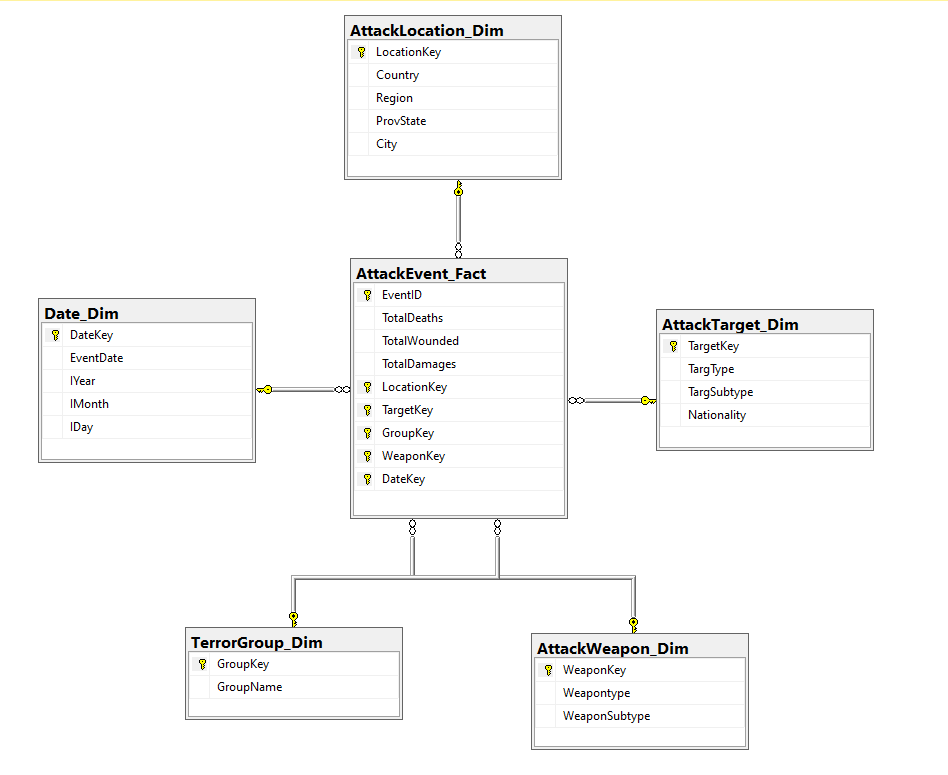 AttackLocation_Dim
LocationKey
Country
Region
ProvState
City
AttackEvent_Fact
EventID
TotalDeaths
TotalWounded
TotalDamages
LocationKey
TargetKey
GroupKey
WeaponKey
DateKey
Date_Dim
DateKey
EventDate
IYear
IMonth
IDay
AttackTarget_Dim
TargetKey
TargType
TargSubtype
Nationality
TerrorGroup_Dim
GroupKey
GroupName
AttackWeapon_Dim
WeaponKey
Weapontype
WeaponSubtype